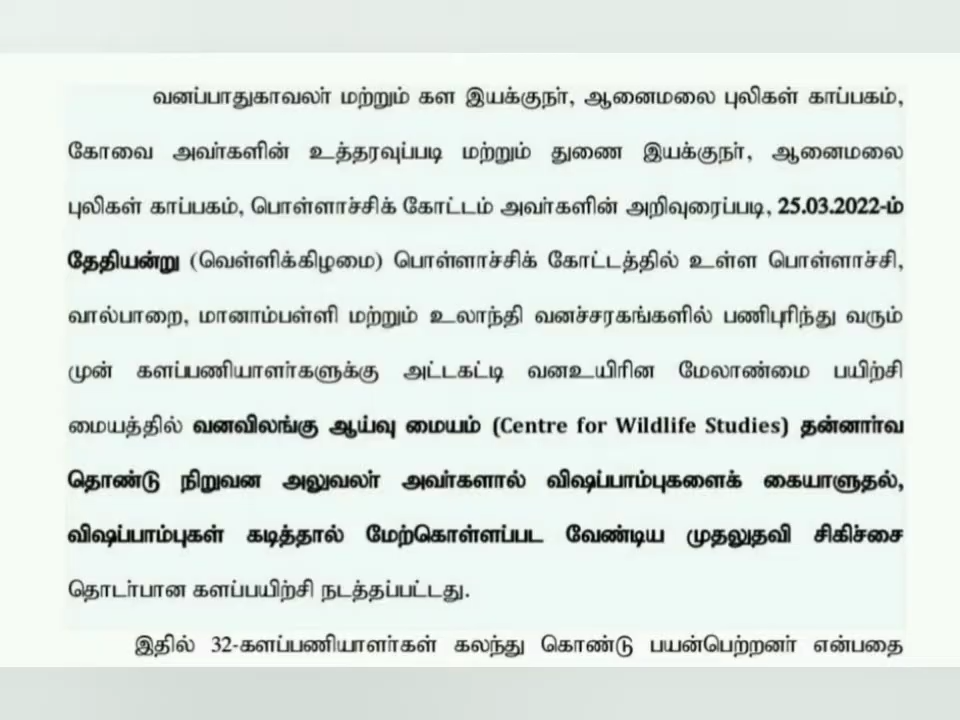 வனப்பாதுகாவலர் மற்றும் கள இயக்குநர், ஆனைமலை புலிகள் காப்பகம்,
கோவை அவர்களின் உத்தரவுப்படி மற்றும் துணை இயக்குநர், ஆனைமலை
புலிகள் காப்பகம், பொள்ளாச்சிக் கோட்டம் அவர்களின் அறிவுரைப்படி, 25.03.2022-ம்
தேதியன்று (வெள்ளிக்கிழமை) பொள்ளாச்சிக் கோட்டத்தில் உள்ள பொள்ளாச்சி,
வால்பாறை, மானாம்பள்ளி மற்றும் உலாந்தி வனச்சரகங்களில் பணிபுரிந்து வரும்
முன் களப்பணியாளர்களுக்கு அட்டகட்டி வனஉயிரின மேலாண்மை பயிற்சி
மையத்தில் வனவிலங்கு ஆய்வு மையம் (Centre for Wildlife Studies) தன்னார்வ
தொண்டு நிறுவன அலுவலர் அவர்களால் விஷப்பாம்புகளைக் கையாளுதல்,
விஷப்பாம்புகள் கடித்தால் மேற்கொள்ளப்பட வேண்டிய முதலுதவி சிகிச்சை
தொடர்பான களப்பயிற்சி நடத்தப்பட்டது.
இதில் 32-களப்பணியாளர்கள் கலந்து கொண்டு பயன்பெற்றனர் என்பதை